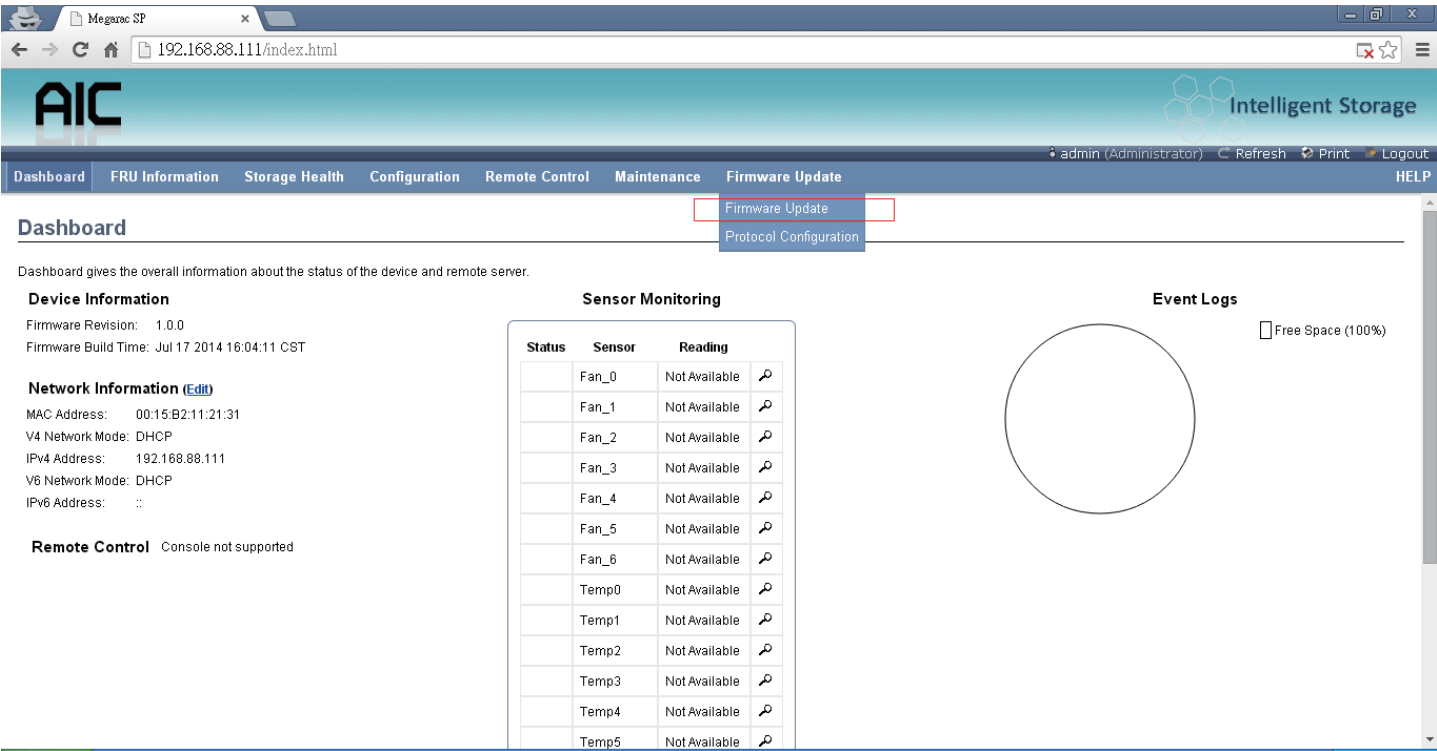 Megarac SP
192.168.88.111/index.html
AIC
Intelligent Storage
admin (Administrator) Refresh Print Logout
Dashboard FRU Information Storage Health Configuration Remote Control Maintenance Firmware Update HELP
Firmware Update
Protocol Configuration
Dashboard
Dashboard gives the overall information about the status of the device and remote server.
Device Information
Firmware Revision: 1.0.0
Firmware Build Time: Jul 17 2014 16:04:11 CST
Network Information (Edit)
MAC Address: 00:15:B2:11:21:31
V4 Network Mode: DHCP
IPv4 Address: 192.168.88.111
V6 Network Mode: DHCP
IPv6 Address: ::
Remote Control Console not supported
Sensor Monitoring
Status Sensor Reading
Fan_0 Not Available
Fan_1 Not Available
Fan_2 Not Available
Fan_3 Not Available
Fan_4 Not Available
Fan_5 Not Available
Fan_6 Not Available
Temp0 Not Available
Temp1 Not Available
Temp2 Not Available
Temp3 Not Available
Temp4 Not Available
Temp5 Not Available
Event Logs
Free Space (100%)